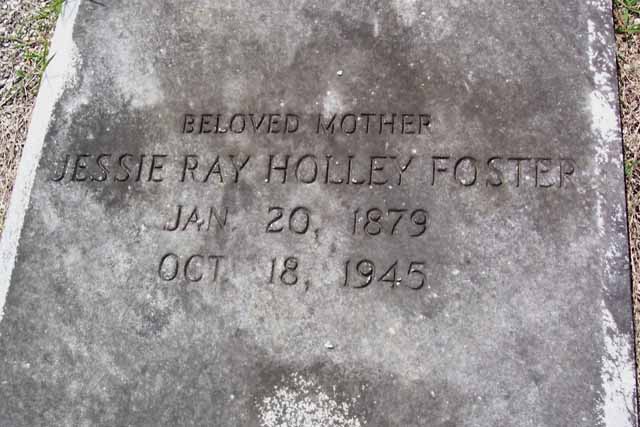 BELOVED MOTHER
JESSIE RAY HOLLEY FOSTER
JAN. 20, 1879
OCT 18, 1945